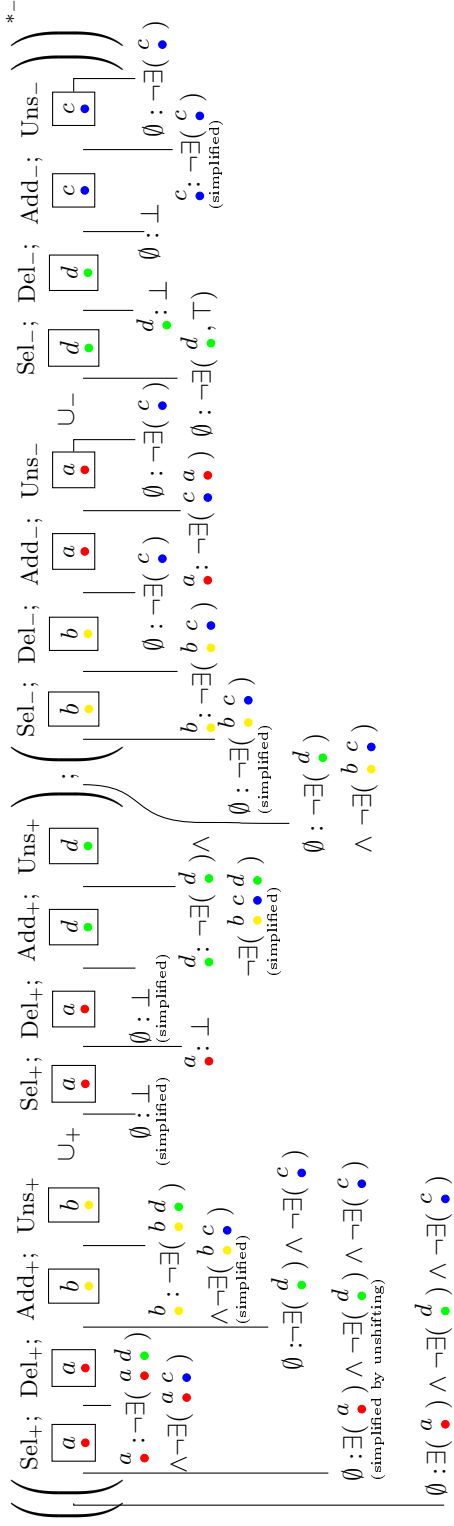 ((Sel₊; Del₊; Add₊; Uns₊ ∪₊ Sel₊; Del₊; Add₊; Uns₊); (Sel₋; Del₋; Add₋; Uns₋ ∪₋ Sel₋; Del₋; Add₋; Uns₋))*−
a a b b a a d d b b a a d d c c
a : ¬∃(a d)
∨¬∃(a c)
b : ¬∃(b d)
∨¬∃(b c)
(simplified)
∅ : ¬∃(d) ∨ ¬∃(c)
∅ : ∃(a) ∨ ¬∃(d) ∨ ¬∃(c)
(simplified by unshifting)
∅ : ∃(a) ∨ ¬∃(d) ∨ ¬∃(c)
∅ : ⊤
(simplified)
a : ⊤
∅ : ⊤
(simplified)
d : ¬∃(d) ∨
¬∃(b c d)
(simplified)
∅ : ¬∃(d)
∨ ¬∃(b c)
∅ : ¬∃(b c)
(simplified)
b : ¬∃(b c)
∅ : ¬∃(c)
a : ¬∃(c a)
∅ : ¬∃(c)
∅ : ¬∃(d, ⊥)
d : ⊤
∅ : ⊤
c : ¬∃(c)
(simplified)
∅ : ¬∃(c)